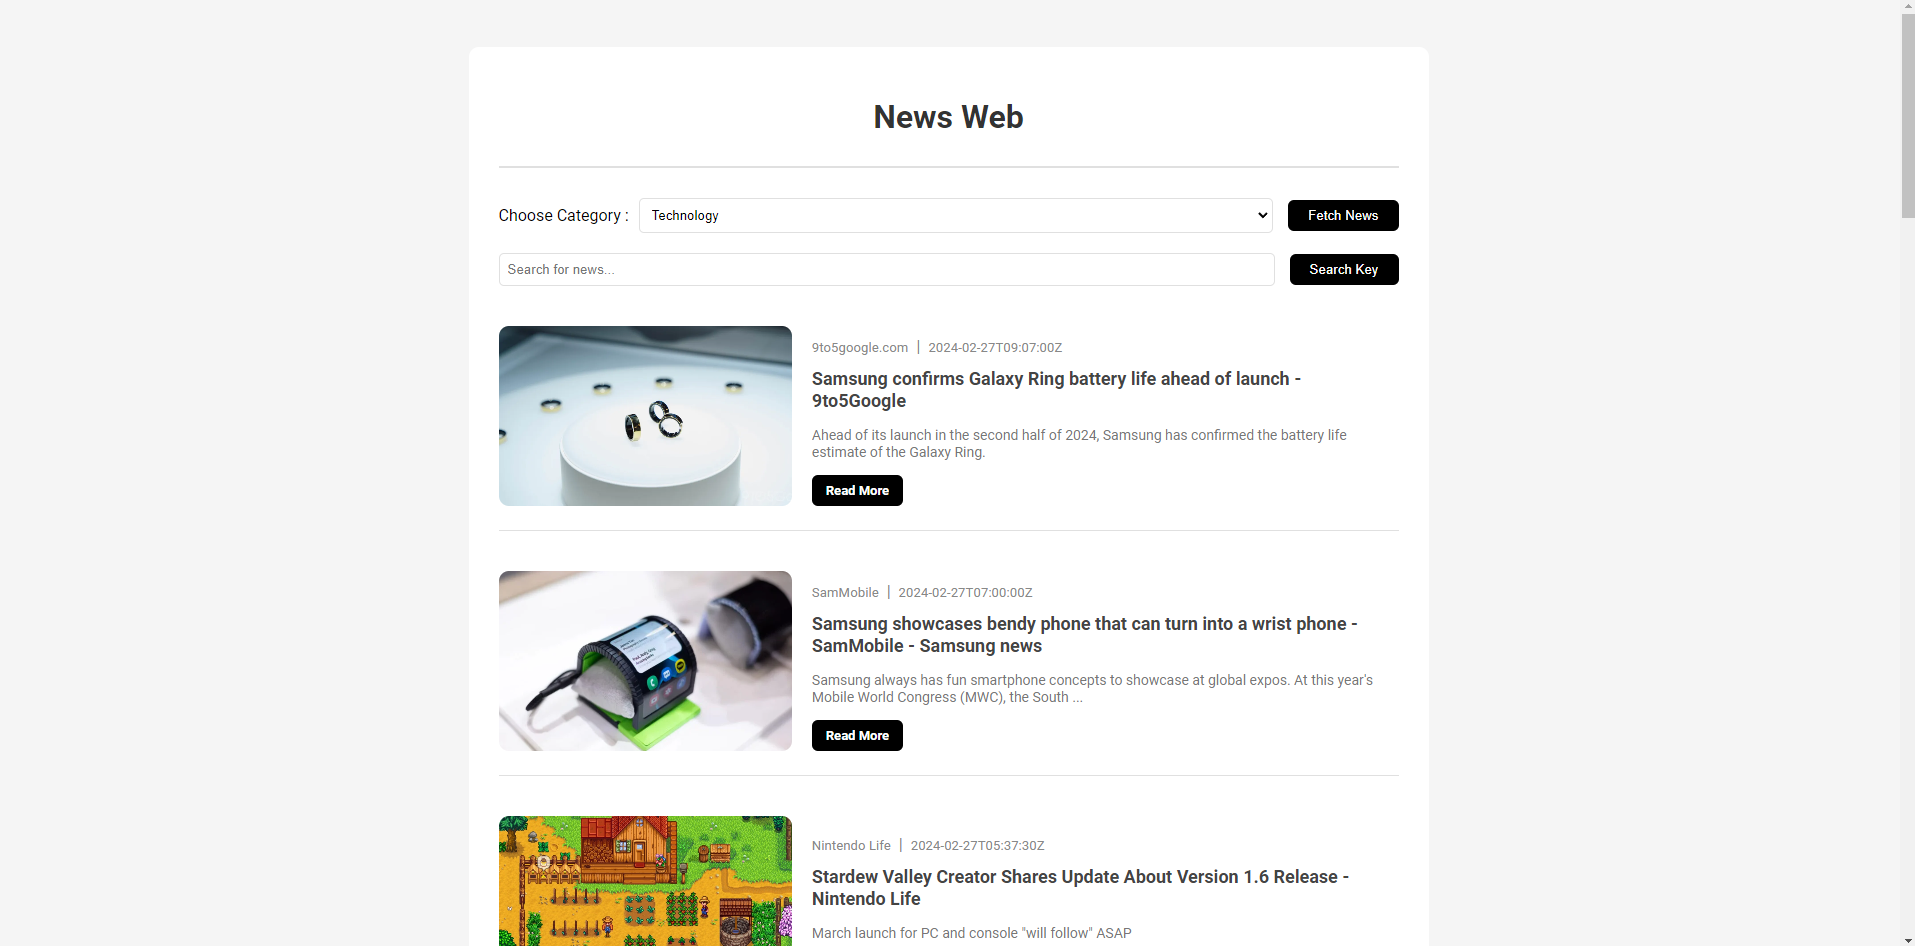 News Web
Choose Category :
Technology
Fetch News
Search for news...
Search Key
9to5google.com | 2024-02-27T09:07:00Z
Samsung confirms Galaxy Ring battery life ahead of launch -
9to5Google
Ahead of its launch in the second half of 2024, Samsung has confirmed the battery life
estimate of the Galaxy Ring.
Read More
SamMobile | 2024-02-27T07:00:00Z
Samsung showcases bendy phone that can turn into a wrist phone -
SamMobile - Samsung news
Samsung always has fun smartphone concepts to showcase at global expos. At this year's
Mobile World Congress (MWC), the South ...
Read More
Nintendo Life | 2024-02-27T05:37:30Z
Stardew Valley Creator Shares Update About Version 1.6 Release -
Nintendo Life
March launch for PC and console "will follow" ASAP